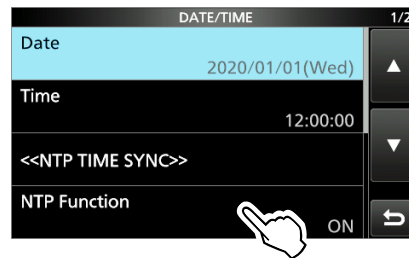 DATE/TIME
1/2
Date
2020/01/01(Wed)
Time
12:00:00
<<NTP TIME SYNC>>
NTP Function
ON